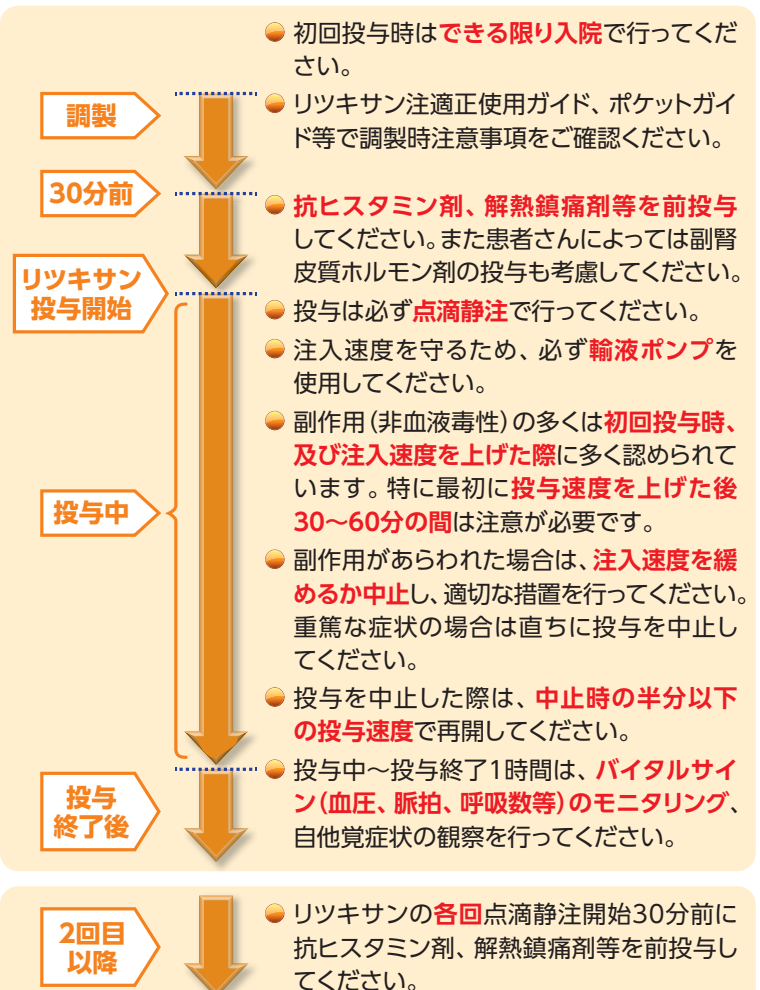 初回投与時はできる限り入院で行ってくだ
さい。
調製
リツキサン注適正使用ガイド、ポケットガイ
ド等で調製時注意事項をご確認ください。
30分前
抗ヒスタミン剤、解熱鎮痛剤等を前投与
してください。また患者さんによっては副腎
皮質ホルモン剤の投与も考慮してください。
リツキサン
投与開始
投与は必ず点滴静注で行ってください。
注入速度を守るため、必ず輸液ポンプを
使用してください。
投与中
副作用(非血液毒性)の多くは初回投与時、
及び注入速度を上げた際に多く認められて
います。特に最初に投与速度を上げた後
30〜60分の間は注意が必要です。
副作用があらわれた場合は、注入速度を緩
めるか中止し、適切な措置を行ってください。
重篤な症状の場合は直ちに投与を中止し
てください。
投与を中止した際は、中止時の半分以下
の投与速度で再開してください。
投与
終了後
投与中〜投与終了1時間は、バイタルサイ
ン(血圧、脈拍、呼吸数等)のモニタリング、
自他覚症状の観察を行ってください。
2回目
以降
リツキサンの各回点滴静注開始30分前に
抗ヒスタミン剤、解熱鎮痛剤等を前投与し
てください。